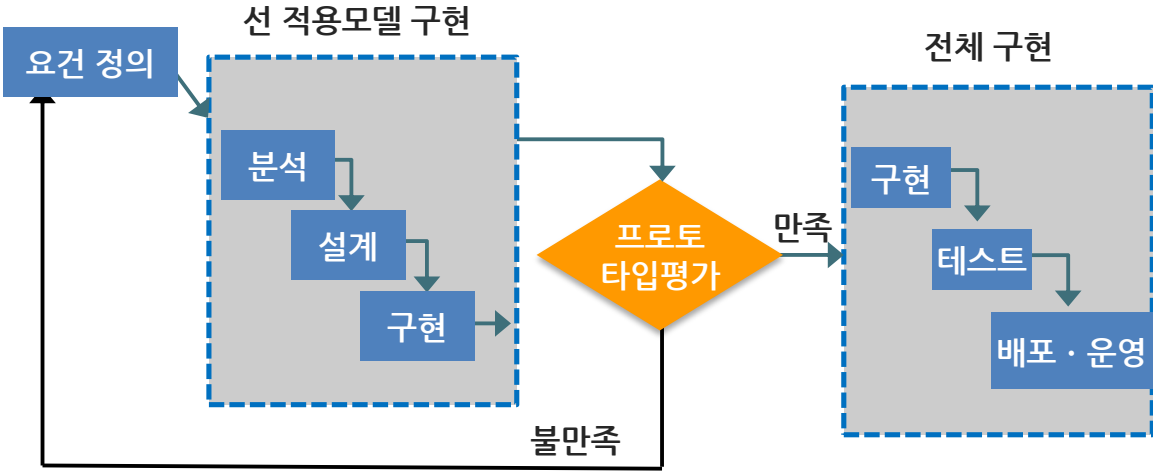 선 적용모델 구현
요건 정의
분석
설계
구현
프로토
타입평가
만족
불만족
전체 구현
구현
테스트
배포 · 운영